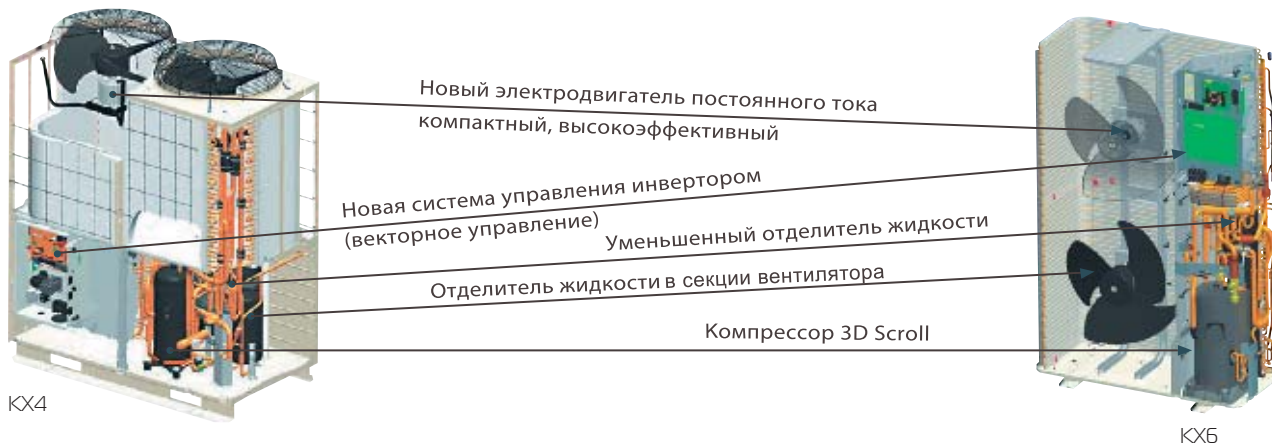 Новый электродвигатель постоянного тока
компактный, высокоэффективный
Новая система управления инвертором
(векторное управление)
Уменьшенный отделитель жидкости
Отделитель жидкости в секции вентилятора
Компрессор 3D Scroll
KX4
KX6